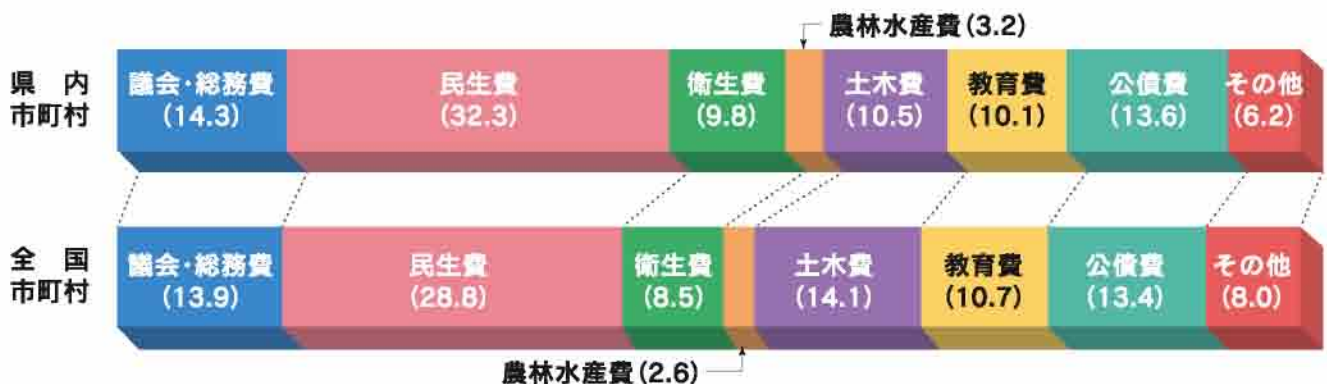 農林水産費(3.2)
県 内
市町村
議会・総務費
(14.3)
民生費
(32.3)
衛生費
(9.8)
土木費
(10.5)
教育費
(10.1)
公債費
(13.6)
その他
(6.2)
全 国
市町村
議会・総務費
(13.9)
民生費
(28.8)
衛生費
(8.5)
土木費
(14.1)
教育費
(10.7)
公債費
(13.4)
その他
(8.0)
農林水産費(2.6)